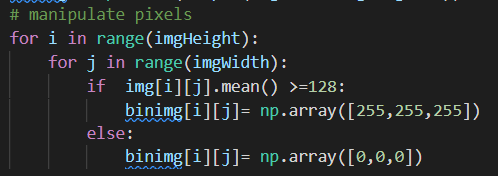 # manipulate pixels
for i in range(imgHeight):
    for j in range(imgWidth):
        if  img[i][j].mean() >=128:
            binimg[i][j]= np.array([255,255,255])
        else:
            binimg[i][j]= np.array([0,0,0])